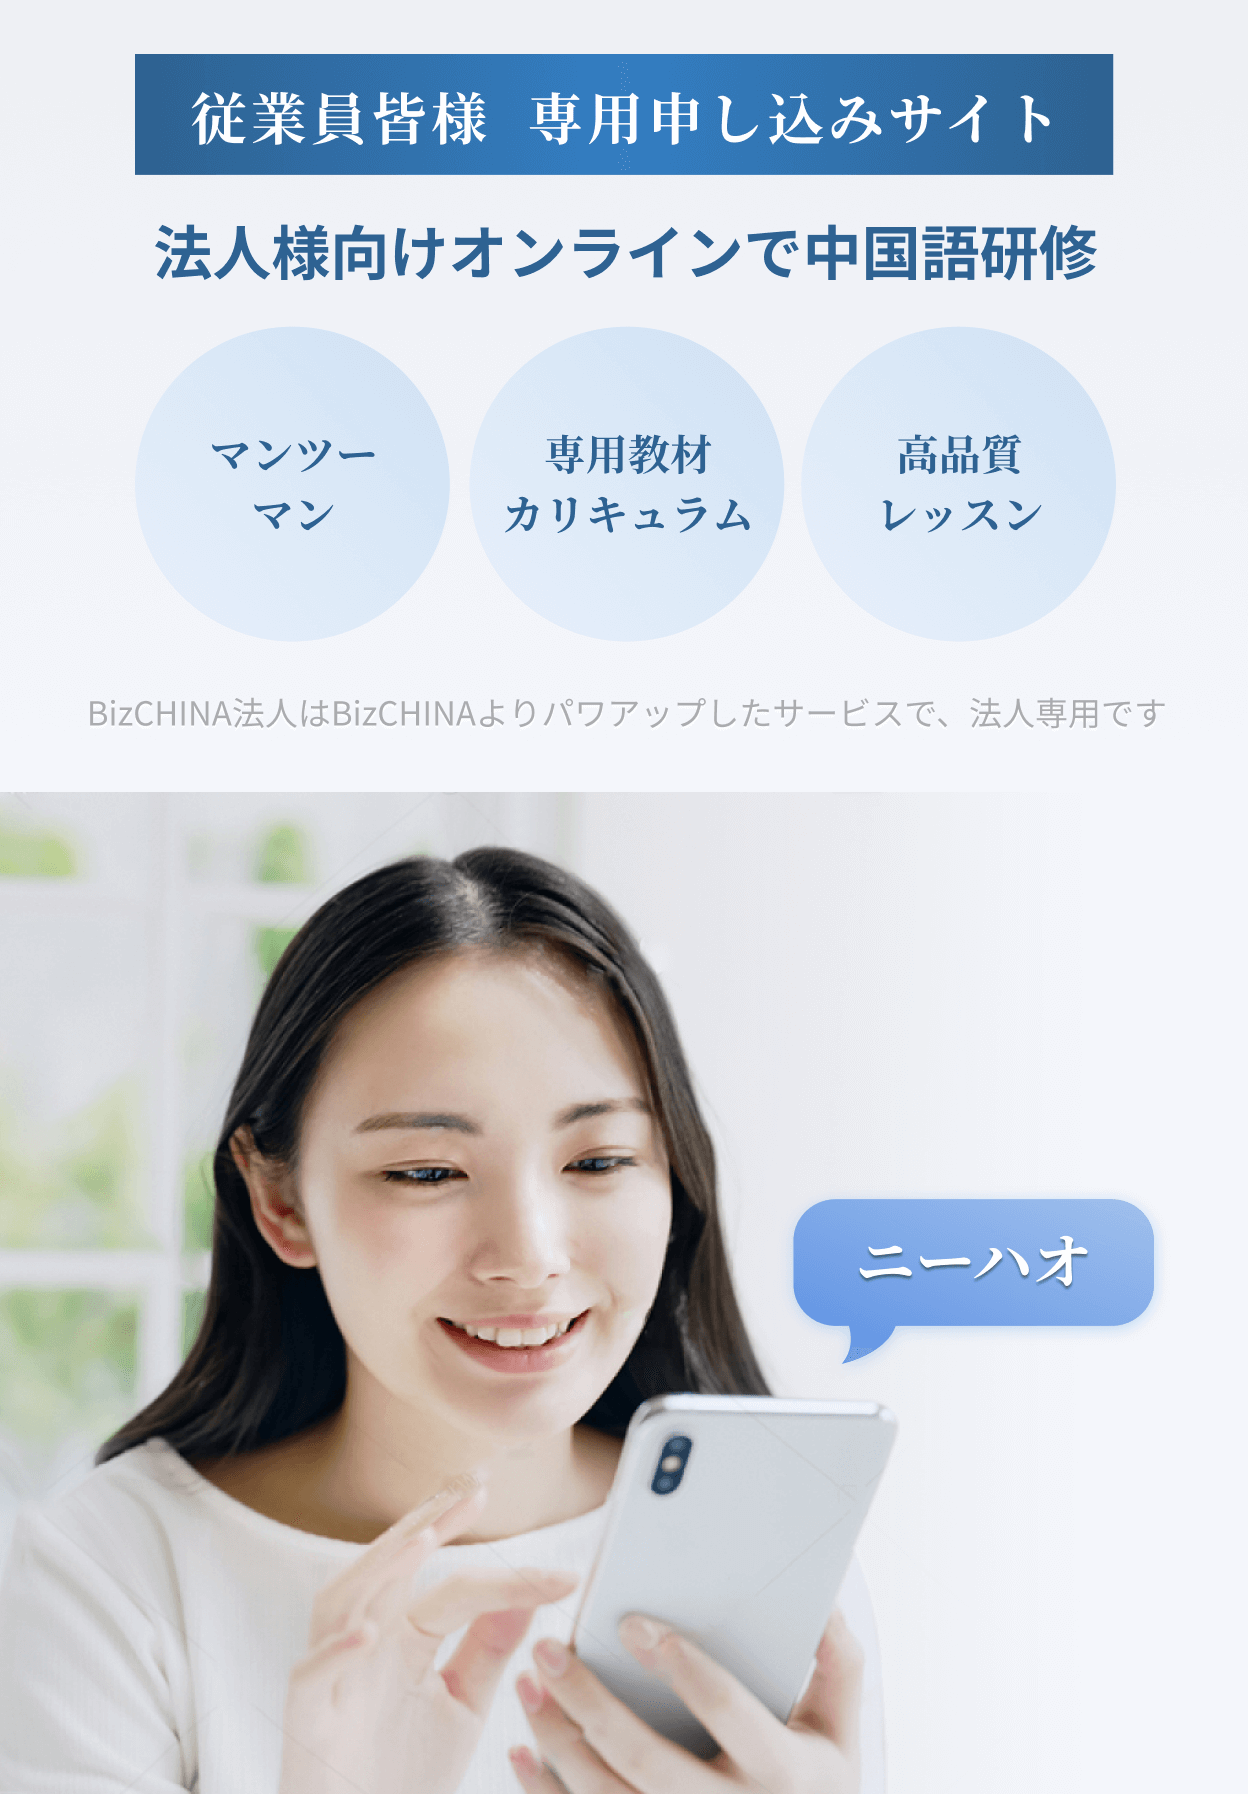 従業員皆様 専用申し込みサイト
法人様向けオンラインで中国語研修
マンツー
マン
専用教材
カリキュラム
高品質
レッスン
BizCHINA法人はBizCHINAよりパワアップしたサービスで、法人専用です
ニーハオ